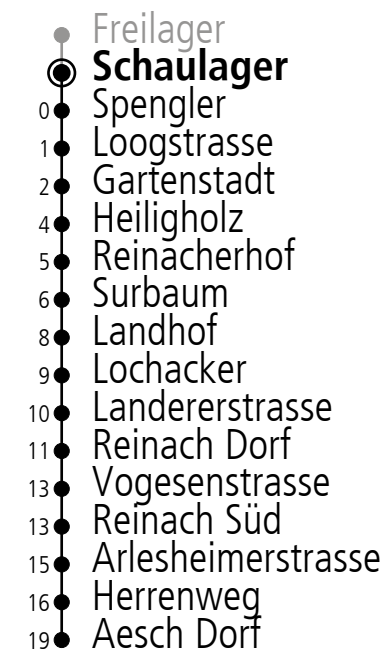 Freilager
Schaulager
0 Spengler
1 Loogstrasse
2 Gartenstadt
4 Heiligholz
5 Reinacherhof
6 Surbaum
8 Landhof
9 Lochacker
10 Landererstrasse
11 Reinach Dorf
13 Vogesenstrasse
13 Reinach Süd
15 Arlesheimerstrasse
16 Herrenweg
19 Aesch Dorf